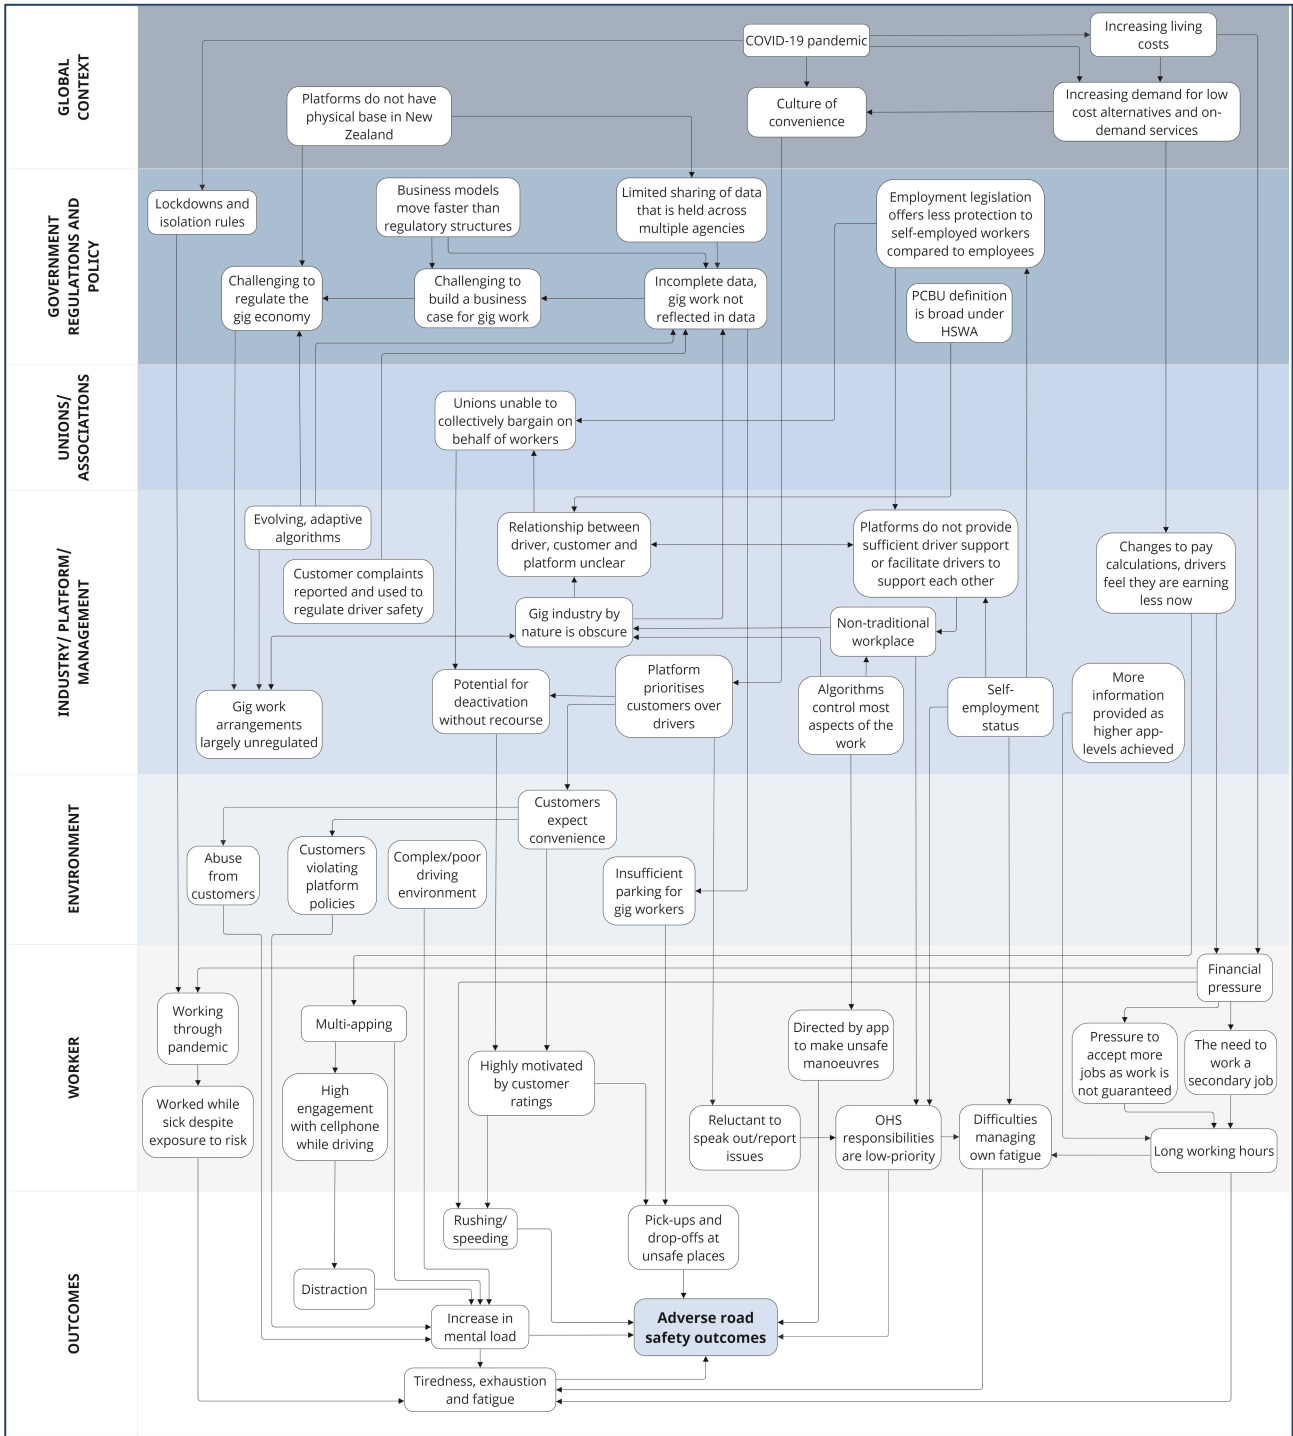 GLOBAL
CONTEXT
COVID-19 pandemic
Increasing living
costs
Platforms do not have
physical base in New
Zealand
Culture of
convenience
Increasing demand for low
cost alternatives and on-
demand services
GOVERNMENT
REGULATIONS AND
POLICY
Lockdowns and
isolation rules
Business models
move faster than
regulatory structures
Limited sharing of data
that is held across
multiple agencies
Employment legislation
offers less protection to
self-employed workers
compared to employees
Challenging to
regulate the
gig economy
Challenging to
build a business
case for gig work
Incomplete data,
gig work not
reflected in data
PCBU definition
is broad under
HSWA
UNIONS/
ASSOCIATIONS
Unions unable to
collectively bargain on
behalf of workers
INDUSTRY/ PLATFORM/
MANAGEMENT
Evolving, adaptive
algorithms
Customer complaints
reported and used to
regulate driver safety
Relationship between
driver, customer and
platform unclear
Platforms do not provide
sufficient driver support
or facilitate drivers to
support each other
Changes to pay
calculations, drivers
feel they are earning
less now
Gig industry by
nature is obscure
Non-traditional
workplace
Gig work
arrangements
largely unregulated
Potential for
deactivation
without recourse
Platform
prioritises
customers over
drivers
Algorithms
control most
aspects of the
work
Self-
employment
status
More
information
provided as
higher app-
levels achieved
ENVIRONMENT
Customers
expect
convenience
Abuse
from
customers
Customers
violating
platform
policies
Complex/poor
driving
environment
Insufficient
parking for
gig workers
WORKER
Financial
pressure
Working
through
pandemic
Multi-apping
Highly motivated
by customer
ratings
Directed by app
to make unsafe
manoeuvres
Pressure to
accept more
jobs as work is
not guaranteed
The need to
work a
secondary job
Worked while
sick despite
exposure to risk
High
engagement
with cellphone
while driving
Reluctant to
speak out/report
issues
OHS
responsibilities
are low-priority
Difficulties
managing
own fatigue
Long working hours
OUTCOMES
Rushing/
speeding
Pick-ups and
drop-offs at
unsafe places
Distraction
Increase in
mental load
Adverse road
safety outcomes
Tiredness, exhaustion
and fatigue